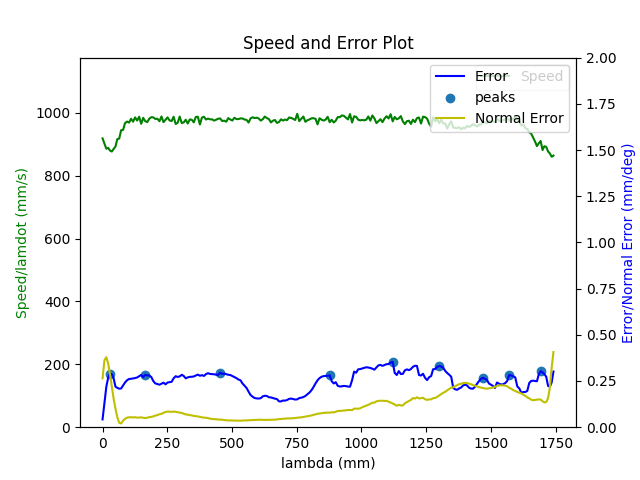 Speed and Error Plot
Error
Speed
peaks
Normal Error
1000
800
600
400
200
0
Speed/lamdot (mm/s)
2.00
1.75
1.50
1.25
1.00
0.75
0.50
0.25
0.00
Error/Normal Error (mm/deg)
0 250 500 750 1000 1250 1500 1750
lambda (mm)